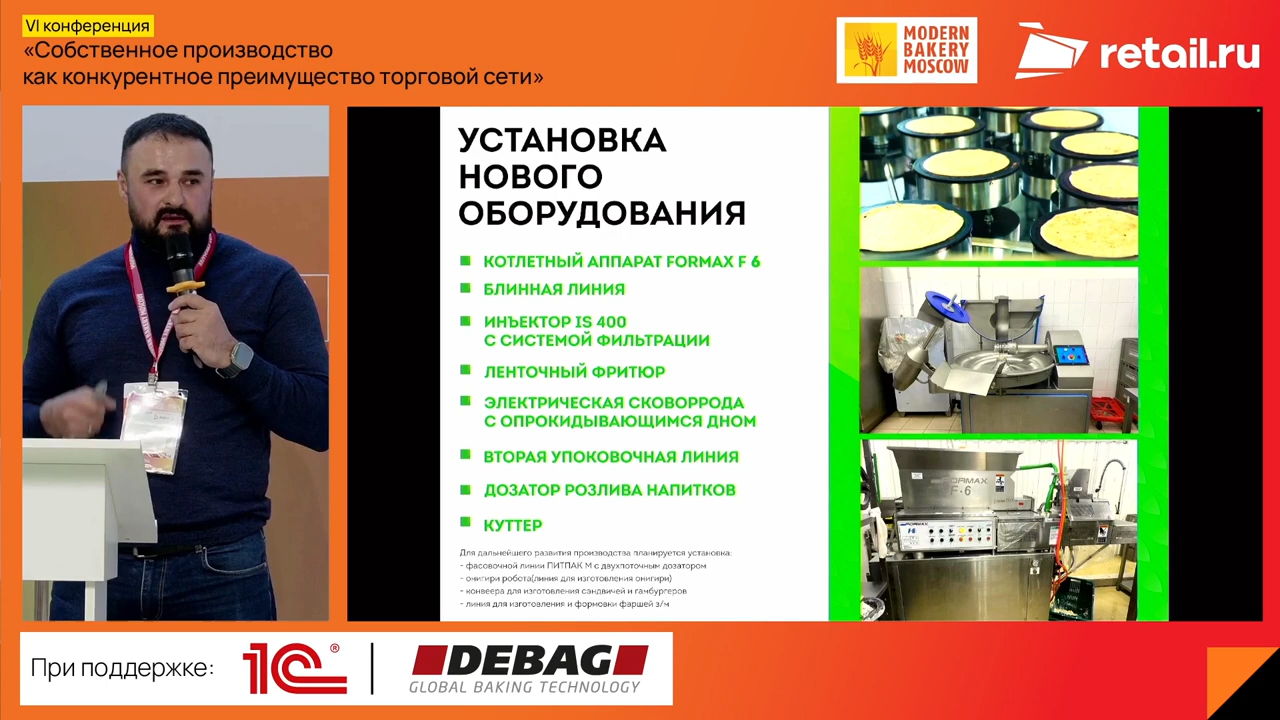 VI конференция
«Собственное производство
как конкурентное преимущество торговой сети»
MODERN
BAKERY
MOSCOW
retail.ru
УСТАНОВКА
НОВОГО
ОБОРУДОВАНИЯ
КОТЛЕТНЫЙ АППАРАТ FORMAX F 6
БЛИННАЯ ЛИНИЯ
ИНЪЕКТОР IS 400
С СИСТЕМОЙ ФИЛЬТРАЦИИ
ЛЕНТОЧНЫЙ ФРИТЮР
ЭЛЕКТРИЧЕСКАЯ СКОВОРРОДА
С ОПРОКИДЫВАЮЩИМСЯ ДНОМ
ВТОРАЯ УПОКОВОЧНАЯ ЛИНИЯ
ДОЗАТОР РОЗЛИВА НАПИТКОВ
КУТТЕР
Для дальнейшего развития производства планируется установка:
- фасовочной линии ПИТПАК М с двухпоточным дозатором
- онигири робота(линия для изготовления онигири)
- конвеера для изготовления сэндвичей и гамбургеров
- линия для изготовления и формовки фаршей з/м
FORMAX
F-6
FORMAX
При поддержке:
1С®
DEBAG
GLOBAL BAKING TECHNOLOGY